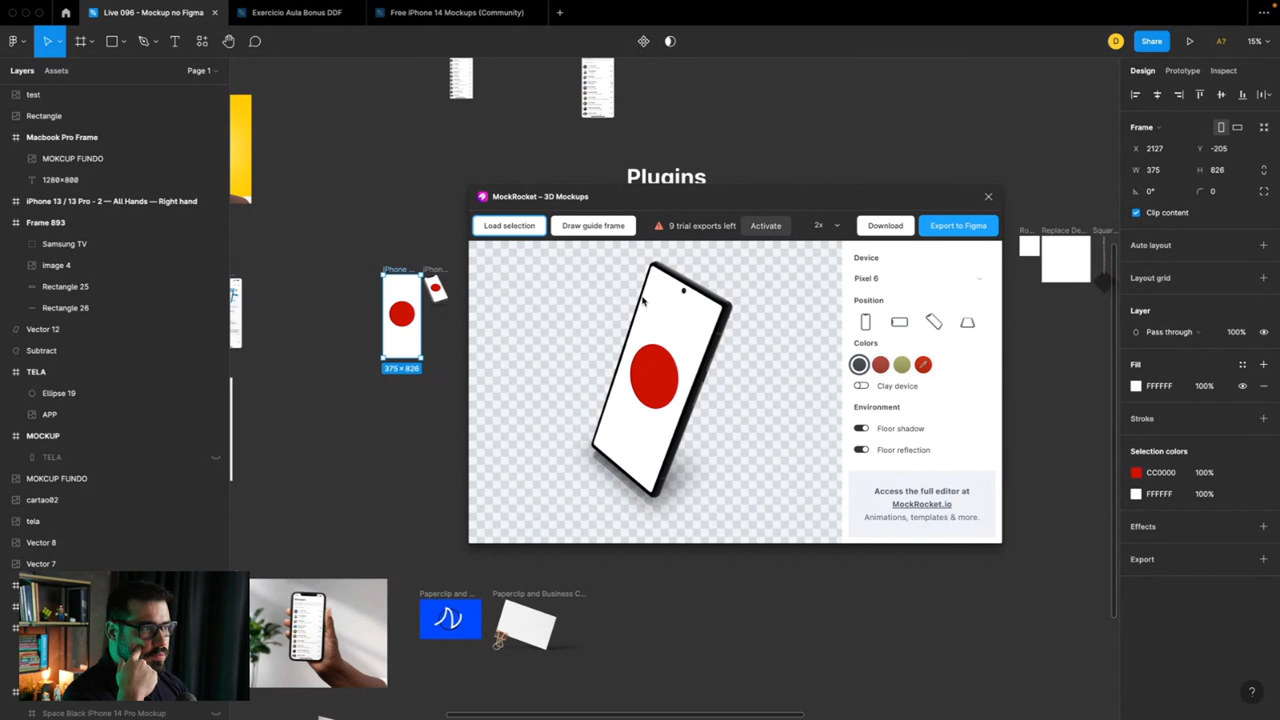 Live 096 - Mockup no Figma
Exercício Aula Bonus DDF
Free iPhone 14 Mockups (Community)
D
Share
A?
15%
Layers
Assets
Page 1
Design
Prototype
Inspect
test
Rectangle
Macbook Pro Frame
MOKCUP FUNDO
1280×800
iPhone 13 / 13 Pro - 2 — All Hands — Right hand
Frame 893
Samsung TV
image 4
Rectangle 25
Rectangle 26
Vector 12
Subtract
TELA
Ellipse 19
APP
MOCKUP
TELA
MOKCUP FUNDO
cartao02
tela
Vector 8
Vector 7
Space Black iPhone 14 Pro Mockup
Plugins
iPhone ...
iPhon...
375 × 826
MockRocket – 3D Mockups
Load selection
Draw guide frame
9 trial exports left
Activate
2x
Download
Export to Figma
Device
Pixel 6
Position
Colors
Clay device
Environment
Floor shadow
Floor reflection
Access the full editor at
MockRocket.io
Animations, templates & more.
Ro...
Replace De...
Squar...
Paperclip and ...
Paperclip and Business C...
Frame
X 2127
Y -205
W 375
H 826
0°
0
Clip content
Auto layout
Layout grid
Layer
Pass through
100%
Fill
FFFFFF 100%
Stroke
Selection colors
CC0000 100%
FFFFFF 100%
Effects
Export
?